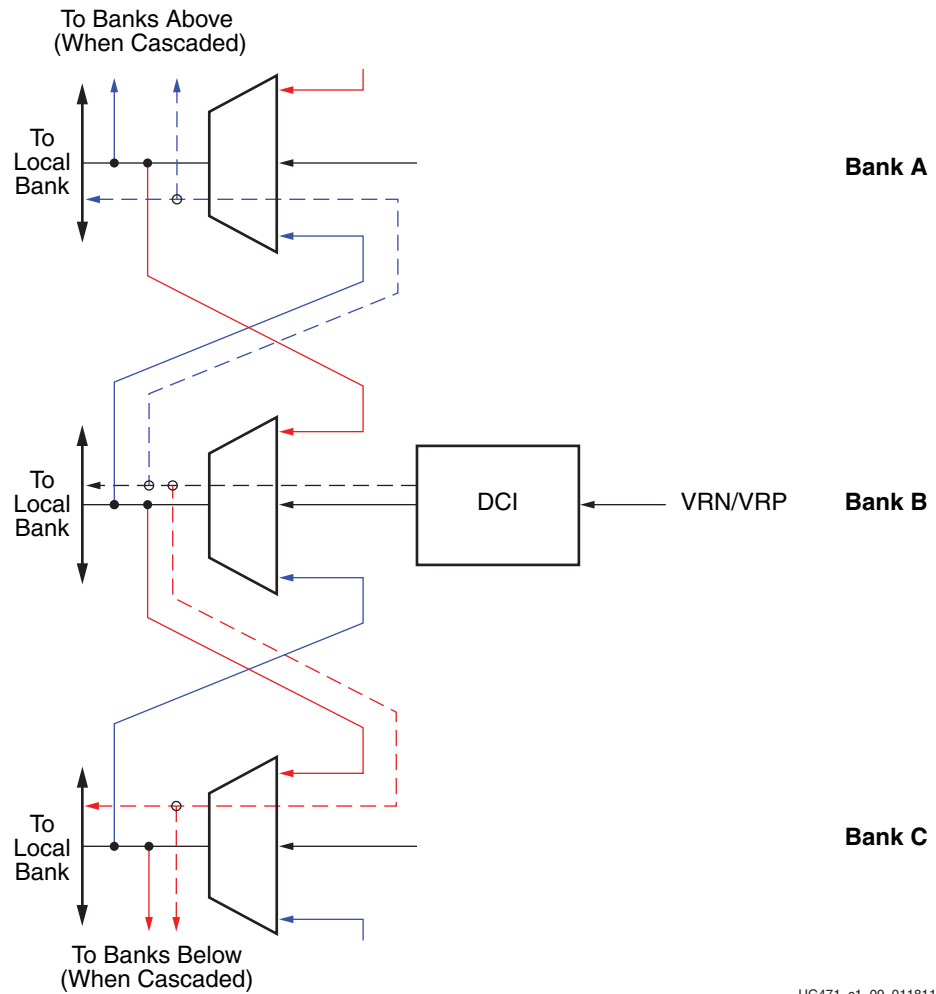 To Banks Above
(When Cascaded)
To
Local
Bank
Bank A
To
Local
Bank
DCI
VRN/VRP
Bank B
To
Local
Bank
Bank C
To Banks Below
(When Cascaded)
UG471_c1_09_011811